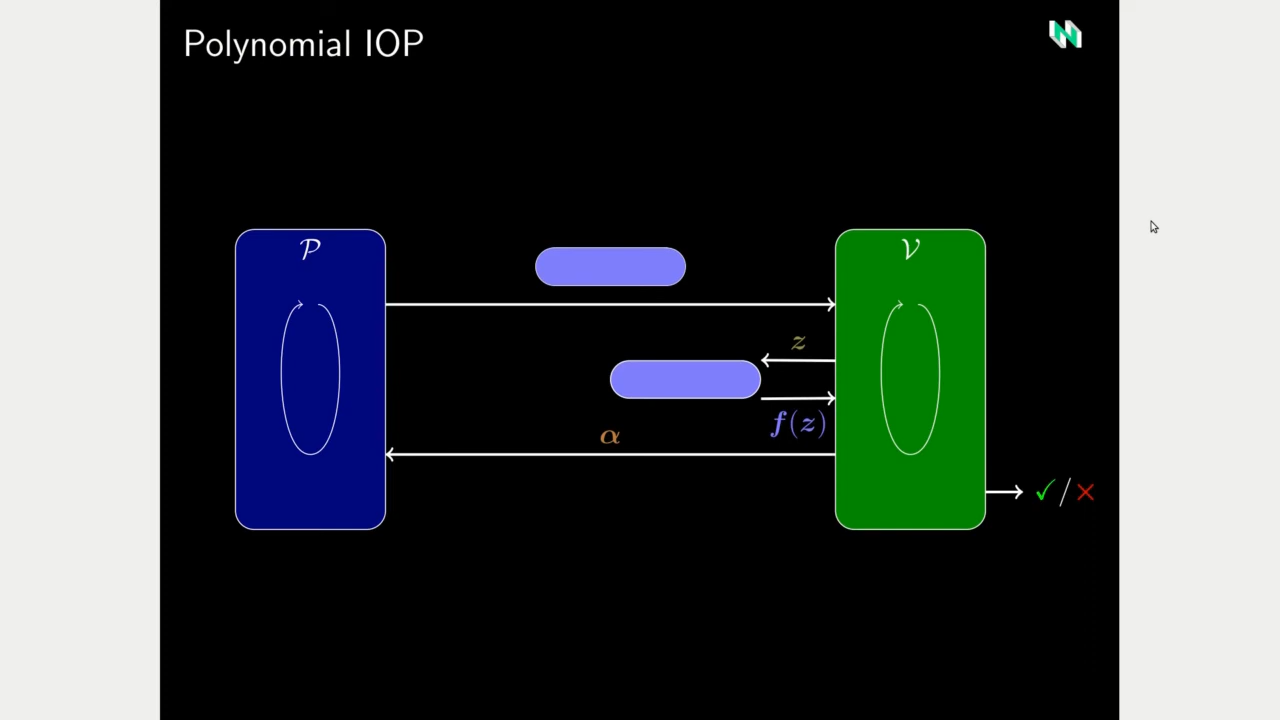 Polynomial IOP
𝒫
𝒱
z
f(z)
α
✓/✗